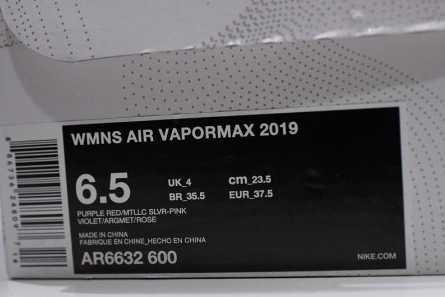 WMNS AIR VAPORMAX 2019
6.5
UK_4 cm_23.5
BR_35.5 EUR_37.5
PURPLE RED/MTLLC SLVR-PINK
VIOLET/ARGMET/ROSE
MADE IN CHINA
FABRIQUE EN CHINE_HECHO EN CHINA
AR6632 600
NIKE.COM